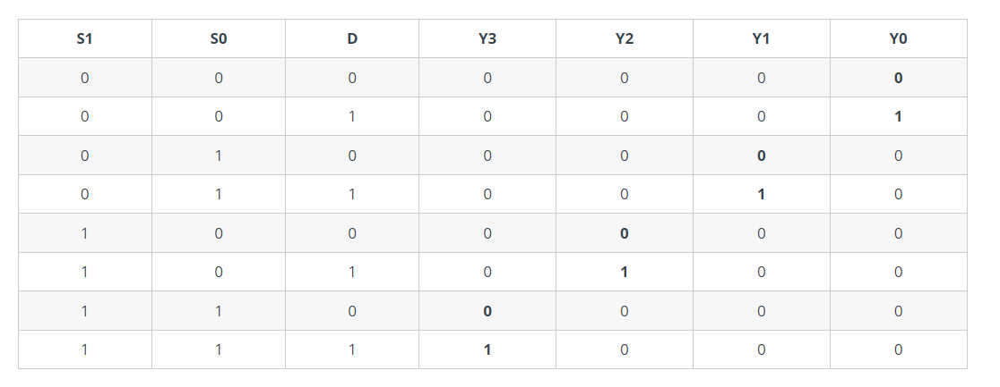 S1 S0 D Y3 Y2 Y1 Y0
0 0 0 0 0 0 0
0 0 1 0 0 0 1
0 1 0 0 0 0 0
0 1 1 0 0 1 0
1 0 0 0 0 0 0
1 0 1 0 1 0 0
1 1 0 0 0 0 0
1 1 1 1 0 0 0